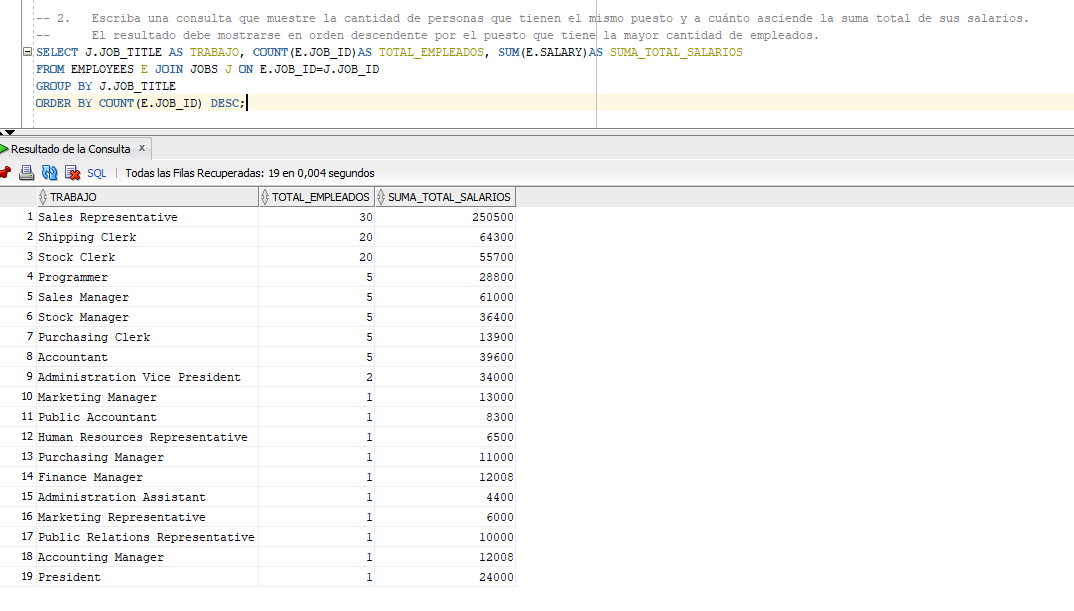 -- 2.   Escriba una consulta que muestre la cantidad de personas que tienen el mismo puesto y a cuánto asciende la suma total de sus salarios.
--      El resultado debe mostrarse en orden descendente por el puesto que tiene la mayor cantidad de empleados.
SELECT J.JOB_TITLE AS TRABAJO, COUNT(E.JOB_ID)AS TOTAL_EMPLEADOS, SUM(E.SALARY)AS SUMA_TOTAL_SALARIOS
FROM EMPLOYEES E JOIN JOBS J ON E.JOB_ID=J.JOB_ID
GROUP BY J.JOB_TITLE
ORDER BY COUNT(E.JOB_ID) DESC;
Resultado de la Consulta x
SQL | Todas las Filas Recuperadas: 19 en 0,004 segundos
TRABAJO TOTAL_EMPLEADOS SUMA_TOTAL_SALARIOS
1 Sales Representative 30 250500
2 Shipping Clerk 20 64300
3 Stock Clerk 20 55700
4 Programmer 5 28800
5 Sales Manager 5 61000
6 Stock Manager 5 36400
7 Purchasing Clerk 5 13900
8 Accountant 5 39600
9 Administration Vice President 2 34000
10 Marketing Manager 1 13000
11 Public Accountant 1 8300
12 Human Resources Representative 1 6500
13 Purchasing Manager 1 11000
14 Finance Manager 1 12008
15 Administration Assistant 1 4400
16 Marketing Representative 1 6000
17 Public Relations Representative 1 10000
18 Accounting Manager 1 12008
19 President 1 24000